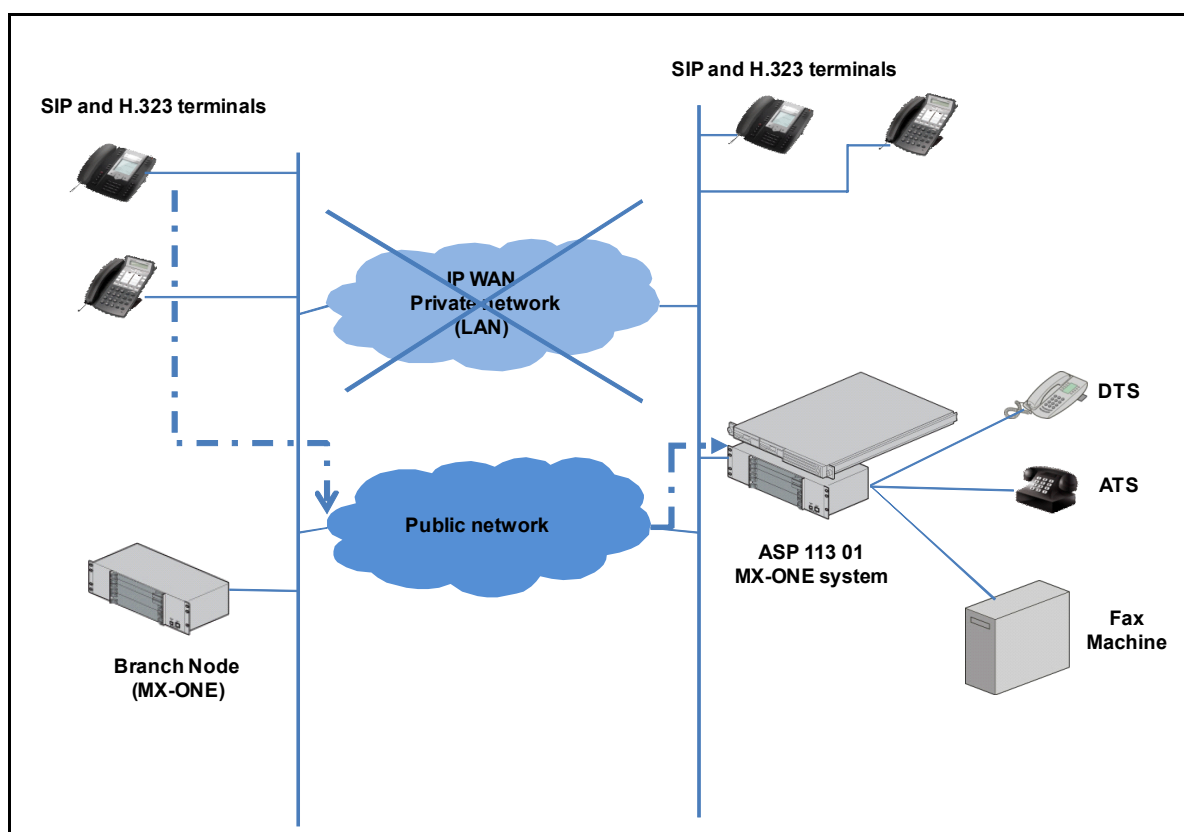 SIP and H.323 terminals
SIP and H.323 terminals
IP WAN
Private network
(LAN)
DTS
ATS
Public network
ASP 113 01
MX-ONE system
Fax
Machine
Branch Node
(MX-ONE)